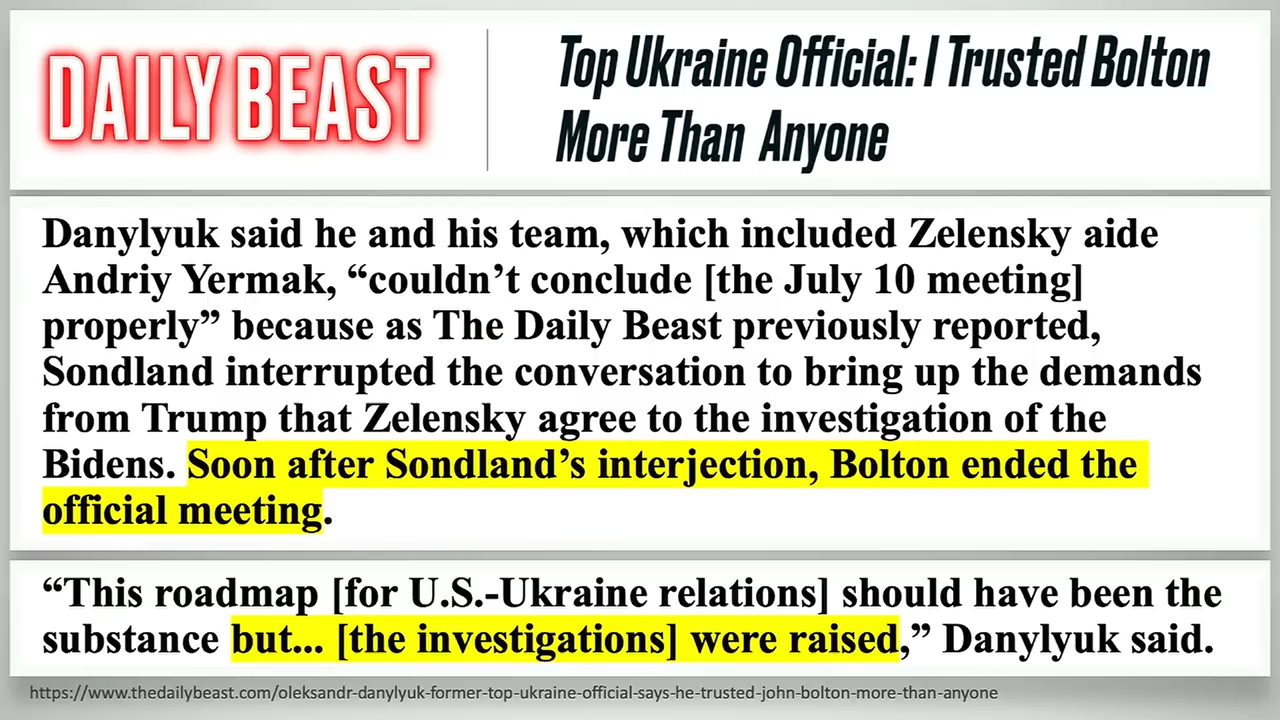 DAILY BEAST
Top Ukraine Official: I Trusted Bolton
More Than Anyone
Danylyuk said he and his team, which included Zelensky aide
Andriy Yermak, “couldn’t conclude [the July 10 meeting]
properly” because as The Daily Beast previously reported,
Sondland interrupted the conversation to bring up the demands
from Trump that Zelensky agree to the investigation of the
Bidens. Soon after Sondland’s interjection, Bolton ended the
official meeting.
“This roadmap [for U.S.-Ukraine relations] should have been the
substance but... [the investigations] were raised,” Danylyuk said.
https://www.thedailybeast.com/oleksandr-danylyuk-former-top-ukraine-official-says-he-trusted-john-bolton-more-than-anyone